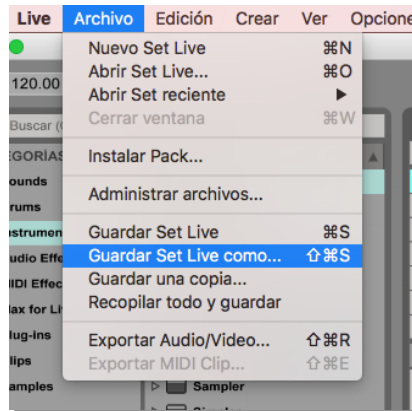 Live Archivo Edición Crear Ver Opcione
Nuevo Set Live ⌘N
120.00 Abrir Set Live... ⌘O
Abrir Set reciente ▶
Buscar ( Cerrar ventana ⌘W
EGORÍAS Instalar Pack...
ounds
rums Administrar archivos...
strumen Guardar Set Live ⌘S
udio Effe Guardar Set Live como... ⇧⌘S
IDI Effec Guardar una copia...
ax for Li Recopilar todo y guardar
lug-ins Exportar Audio/Video... ⇧⌘R
lips Exportar MIDI Clip... ⇧⌘E
amples Sampler